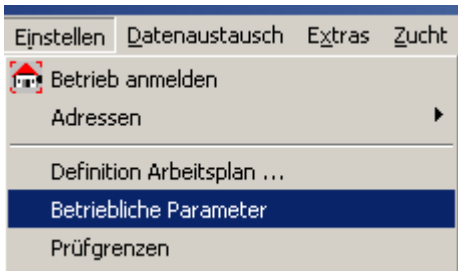 Einstellen Datenaustausch Extras Zucht
Betrieb anmelden
Adressen
Definition Arbeitsplan ...
Betriebliche Parameter
Prüfgrenzen